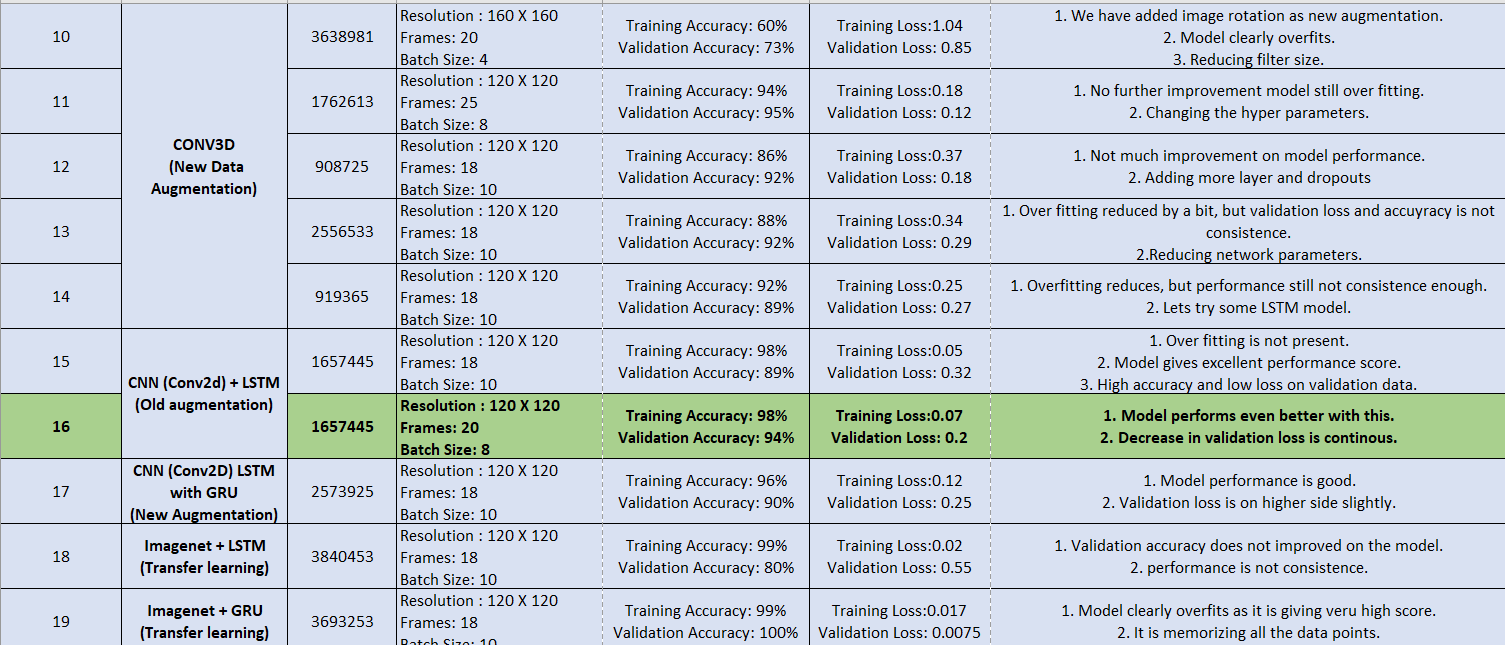 10
3638981
Resolution : 160 X 160
Frames: 20
Batch Size: 4
Training Accuracy: 60%
Validation Accuracy: 73%
Training Loss:1.04
Validation Loss: 0.85
1. We have added image rotation as new augmentation.
2. Model clearly overfits.
3. Reducing filter size.
CONV3D
(New Data
Augmentation)
11
1762613
Resolution : 120 X 120
Frames: 25
Batch Size: 8
Training Accuracy: 94%
Validation Accuracy: 95%
Training Loss:0.18
Validation Loss: 0.12
1. No further improvement model still over fitting.
2. Changing the hyper parameters.
12
908725
Resolution : 120 X 120
Frames: 18
Batch Size: 10
Training Accuracy: 86%
Validation Accuracy: 92%
Training Loss:0.37
Validation Loss: 0.18
1. Not much improvement on model performance.
2. Adding more layer and dropouts
13
2556533
Resolution : 120 X 120
Frames: 18
Batch Size: 10
Training Accuracy: 88%
Validation Accuracy: 92%
Training Loss:0.34
Validation Loss: 0.29
1. Over fitting reduced by a bit, but validation loss and accuyracy is not
consistence.
2.Reducing network parameters.
14
919365
Resolution : 120 X 120
Frames: 18
Batch Size: 10
Training Accuracy: 92%
Validation Accuracy: 89%
Training Loss:0.25
Validation Loss: 0.27
1. Overfitting reduces, but performance still not consistence enough.
2. Lets try some LSTM model.
15
CNN (Conv2d) + LSTM
(Old augmentation)
1657445
Resolution : 120 X 120
Frames: 18
Batch Size: 10
Training Accuracy: 98%
Validation Accuracy: 89%
Training Loss:0.05
Validation Loss: 0.32
1. Over fitting is not present.
2. Model gives excellent performance score.
3. High accuracy and low loss on validation data.
16
1657445
Resolution : 120 X 120
Frames: 20
Batch Size: 8
Training Accuracy: 98%
Validation Accuracy: 94%
Training Loss:0.07
Validation Loss: 0.2
1. Model performs even better with this.
2. Decrease in validation loss is continous.
17
CNN (Conv2D) LSTM
with GRU
(New Augmentation)
2573925
Resolution : 120 X 120
Frames: 18
Batch Size: 10
Training Accuracy: 96%
Validation Accuracy: 90%
Training Loss:0.12
Validation Loss: 0.25
1. Model performance is good.
2. Validation loss is on higher side slightly.
18
Imagenet + LSTM
(Transfer learning)
3840453
Resolution : 120 X 120
Frames: 18
Batch Size: 10
Training Accuracy: 99%
Validation Accuracy: 80%
Training Loss:0.02
Validation Loss: 0.55
1. Validation accuracy does not improved on the model.
2. performance is not consistence.
19
Imagenet + GRU
(Transfer learning)
3693253
Resolution : 120 X 120
Frames: 18
Batch Size: 10
Training Accuracy: 99%
Validation Accuracy: 100%
Training Loss:0.017
Validation Loss: 0.0075
1. Model clearly overfits as it is giving veru high score.
2. It is memorizing all the data points.